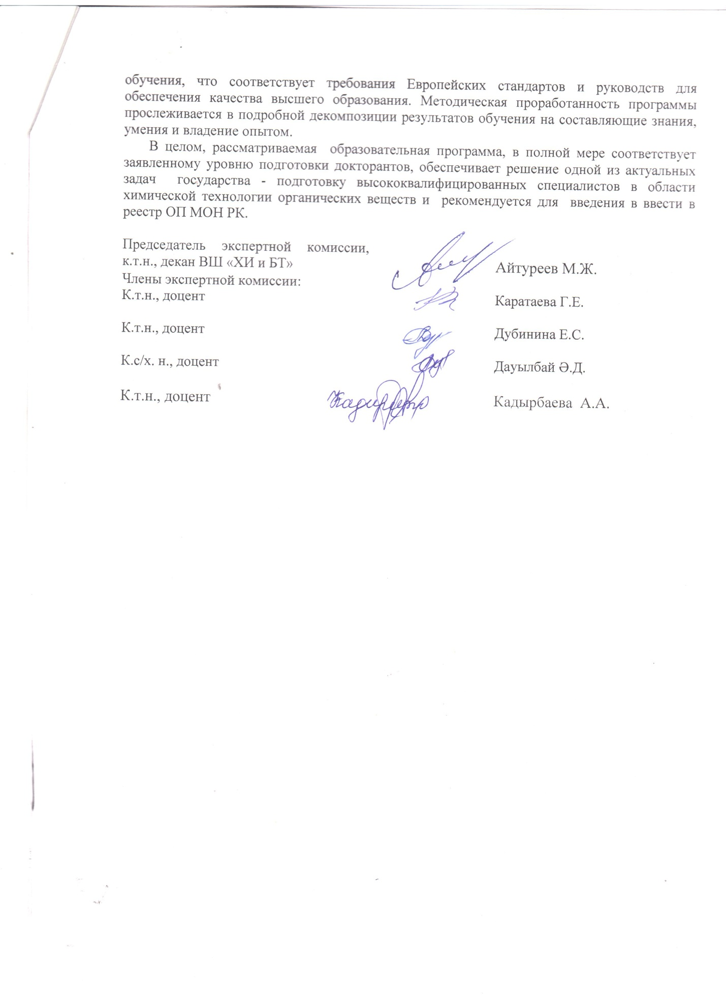 обучения, что соответствует требования Европейских стандартов и руководств для
обеспечения качества высшего образования. Методическая проработанность программы
прослеживается в подробной декомпозиции результатов обучения на составляющие знания,
умения и владение опытом.
В целом, рассматриваемая образовательная программа, в полной мере соответствует
заявленному уровню подготовки докторантов, обеспечивает решение одной из актуальных
задач государства - подготовку высококвалифицированных специалистов в области
химической технологии органических веществ и рекомендуется для введения в ввести в
реестр ОП МОН РК.
Председатель экспертной комиссии,
к.т.н., декан ВШ «ХИ и БТ» Айтуреев М.Ж.
Члены экспертной комиссии:
К.т.н., доцент Каратаева Г.Е.
К.т.н., доцент Дубинина Е.С.
К.с/х. н., доцент Дауылбай Ә.Д.
К.т.н., доцент Кадырбаева А.А.